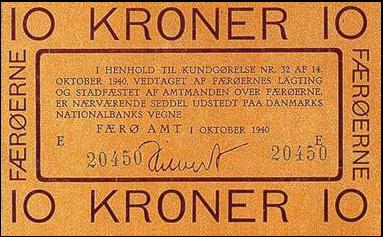 10 KRONER 10
FÆRØERNE
I HENHOLD TIL KUNDGØRELSE NR. 32 AF 14.
OKTOBER 1940, VEDTAGET AF FÆRØERNES LAGTING
OG STADFÆSTET AF AMTMANDEN OVER FÆRØERNE,
ER NÆRVÆRENDE SEDDEL UDSTEDT PAA DANMARKS
NATIONALBANKS VEGNE
FÆRØ AMT 1 OKTOBER 1940
E E
20450 20450
FÆRØERNE
10 KRONER 10